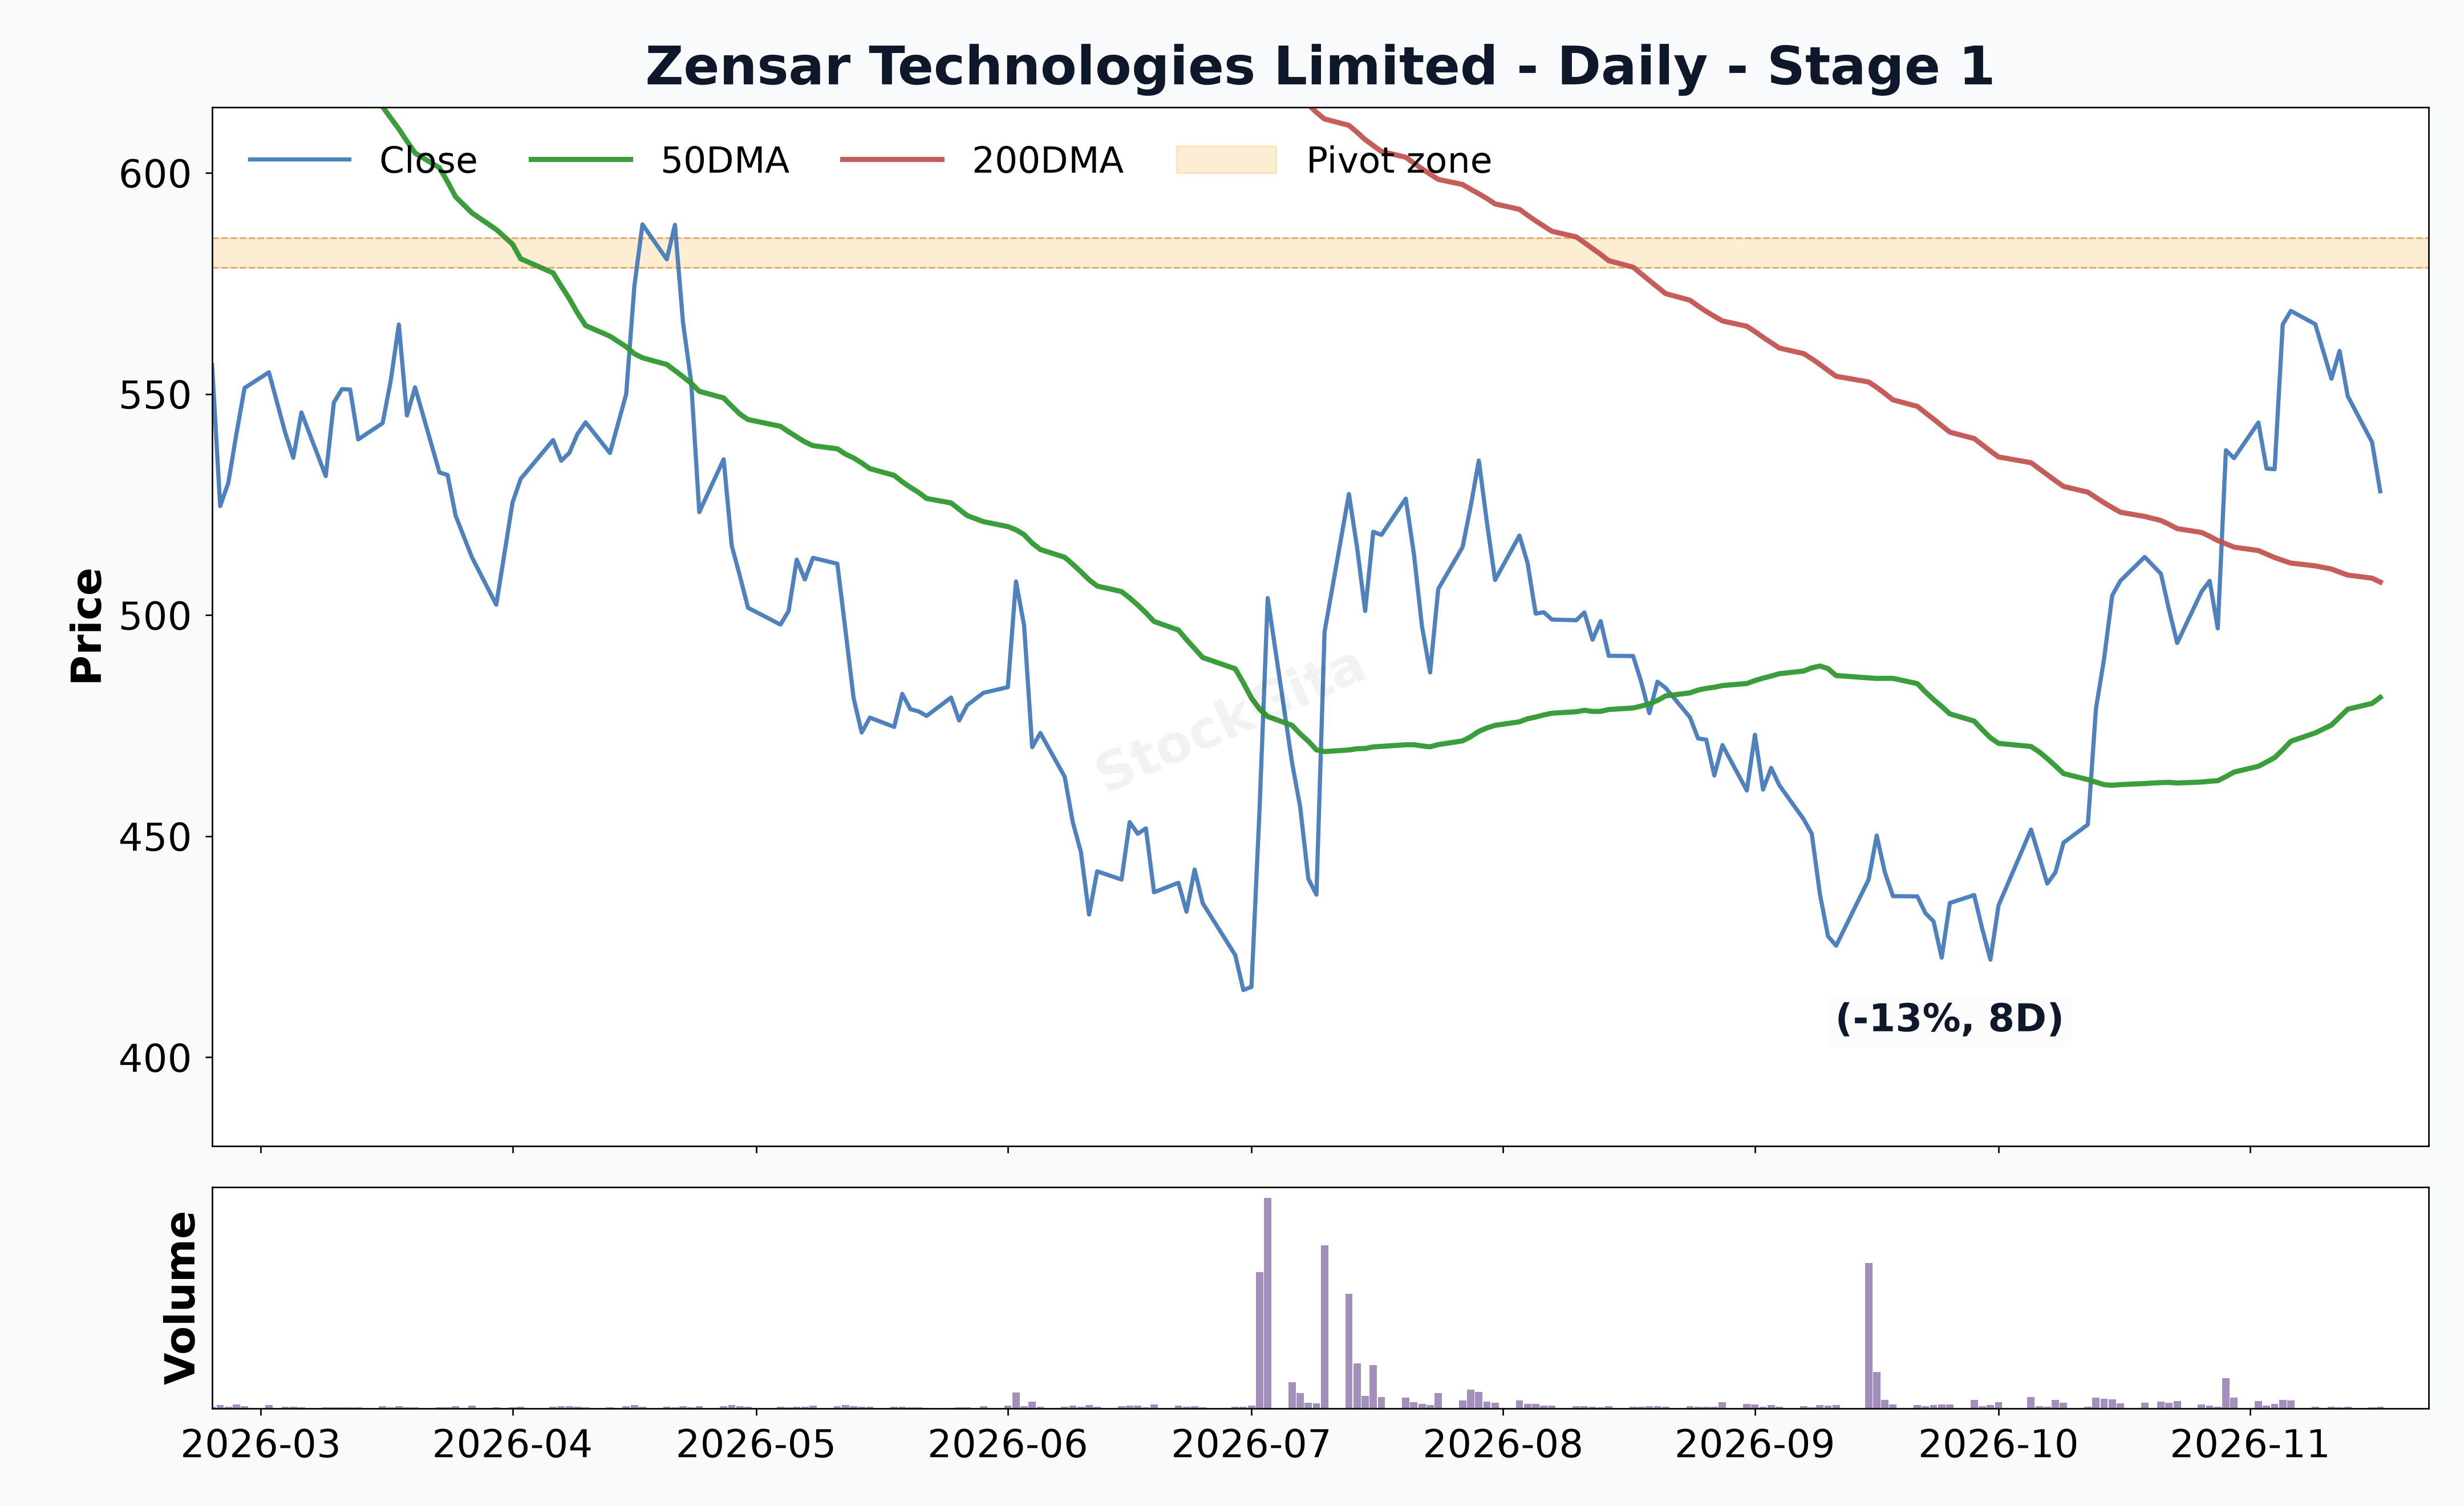 Zensar Technologies Limited - Daily - Stage 1
Close 50DMA 200DMA Pivot zone
Price
600
550
500
450
400
(-13%, 8D)
Volume
2026-03 2026-04 2026-05 2026-06 2026-07 2026-08 2026-09 2026-10 2026-11